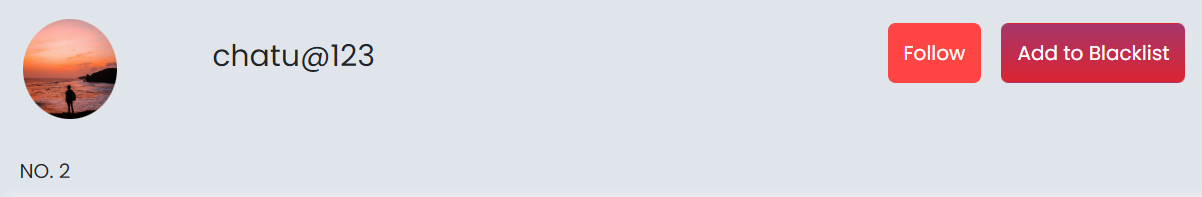 chatu@123
Follow
Add to Blacklist
NO. 2